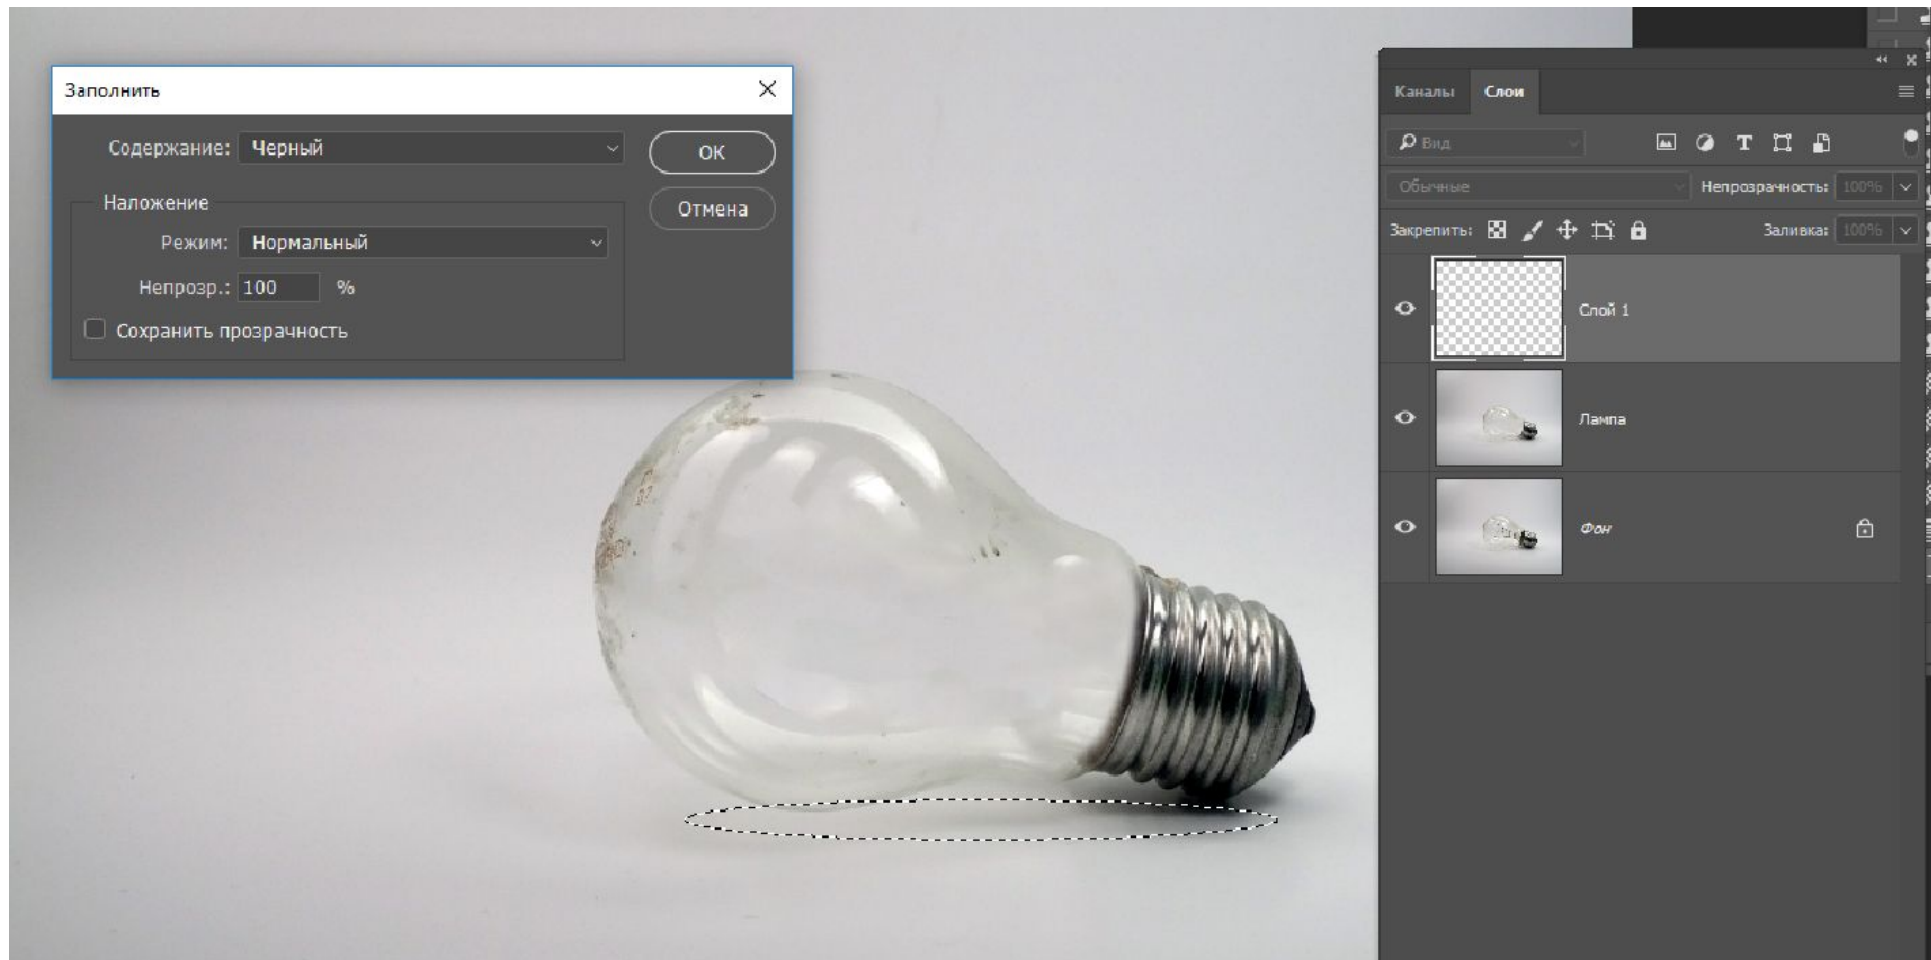 Заполнить
Содержание: Черный
OK
Наложение
Отмена
Режим: Нормальный
Непрозр.: 100 %
Сохранить прозрачность
Каналы Слои
Вид
Обычные Непрозрачность: 100%
Закрепить: Заливка: 100%
Слой 1
Лампа
Фон